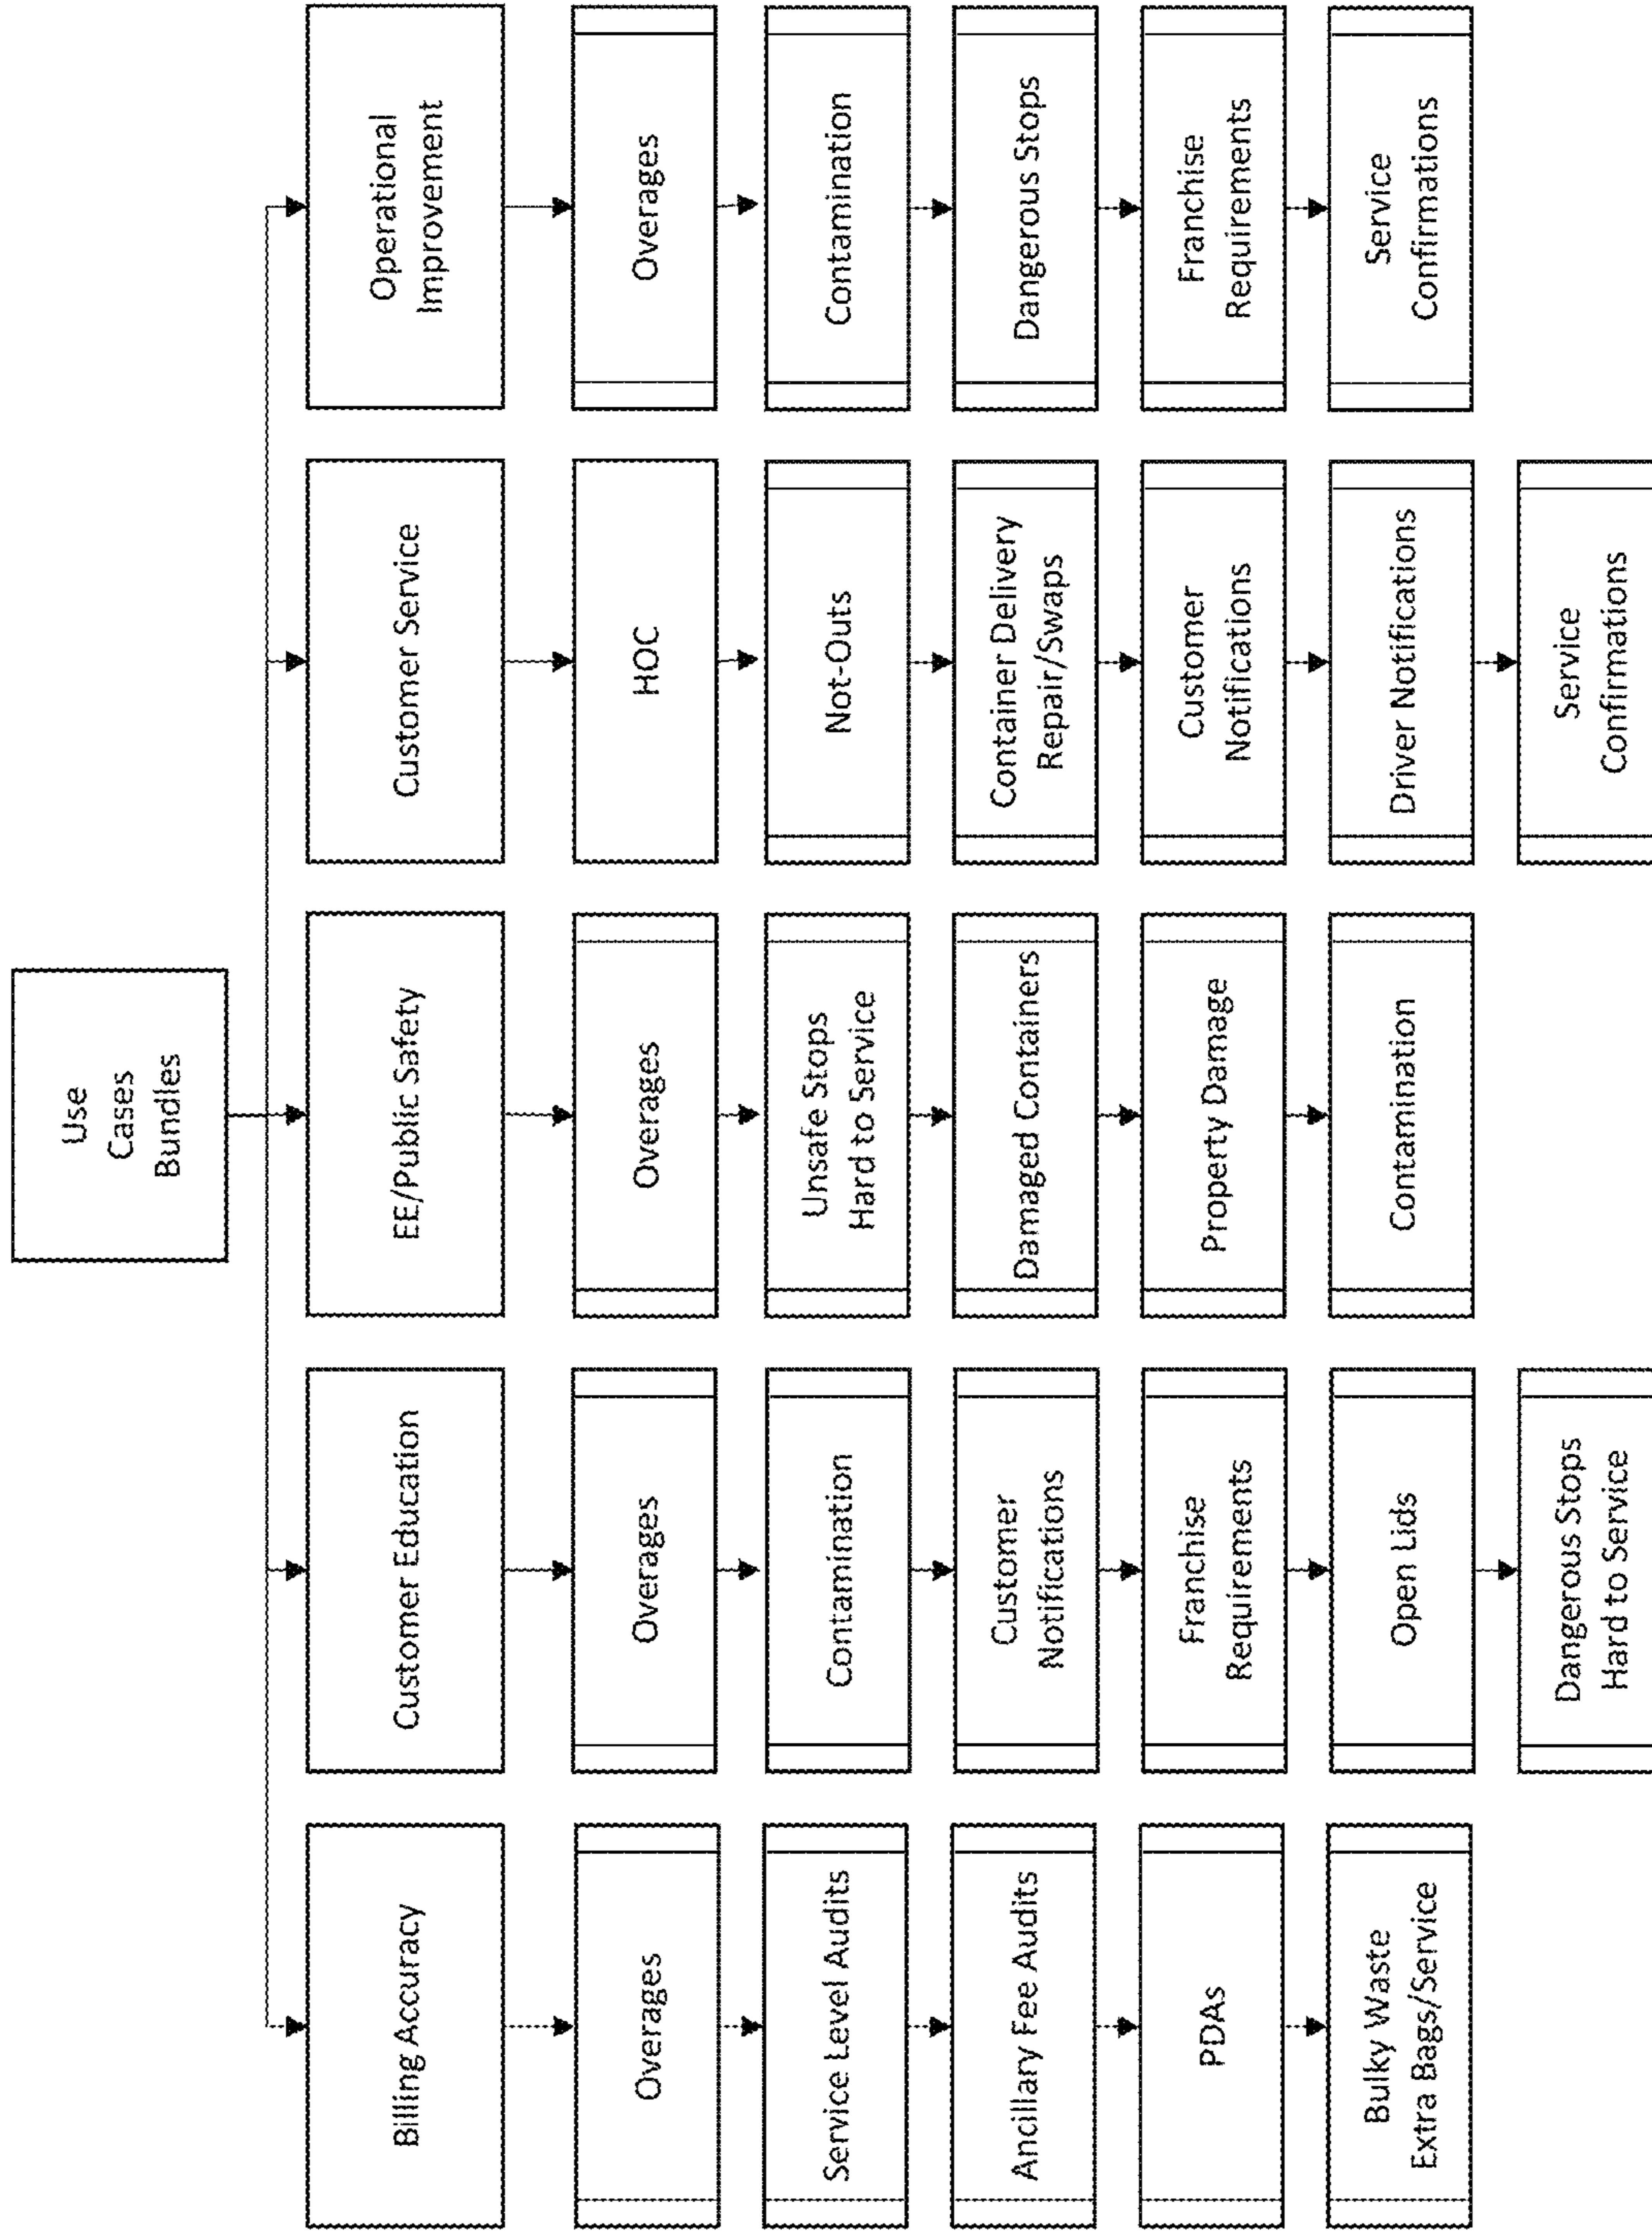 Use
Cases
Bundles
Billing Accuracy
Overages
Service Level Audits
Ancillary Fee Audits
PDAs
Bulky Waste
Extra Bags/Service
Customer Education
Overages
Contamination
Customer
Notifications
Franchise
Requirements
Open Lids
Dangerous Stops
Hard to Service
EE/Public Safety
Overages
Unsafe Stops
Hard to Service
Damaged Containers
Property Damage
Contamination
Customer Service
HOC
Not-Outs
Container Delivery
Repair/Swaps
Customer
Notifications
Driver Notifications
Service
Confirmations
Operational
Improvement
Overages
Contamination
Dangerous Stops
Franchise
Requirements
Service
Confirmations